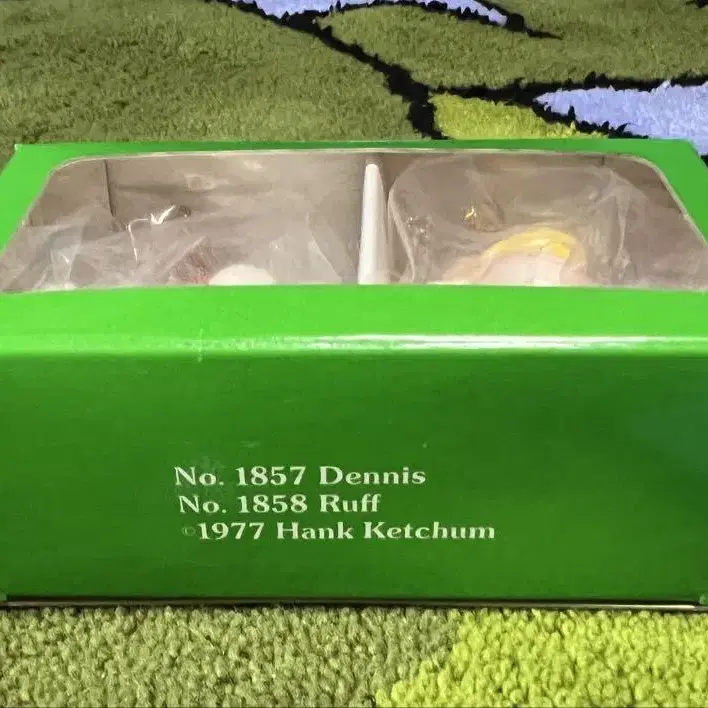 No. 1857 Dennis
No. 1858 Ruff
©1977 Hank Ketchum